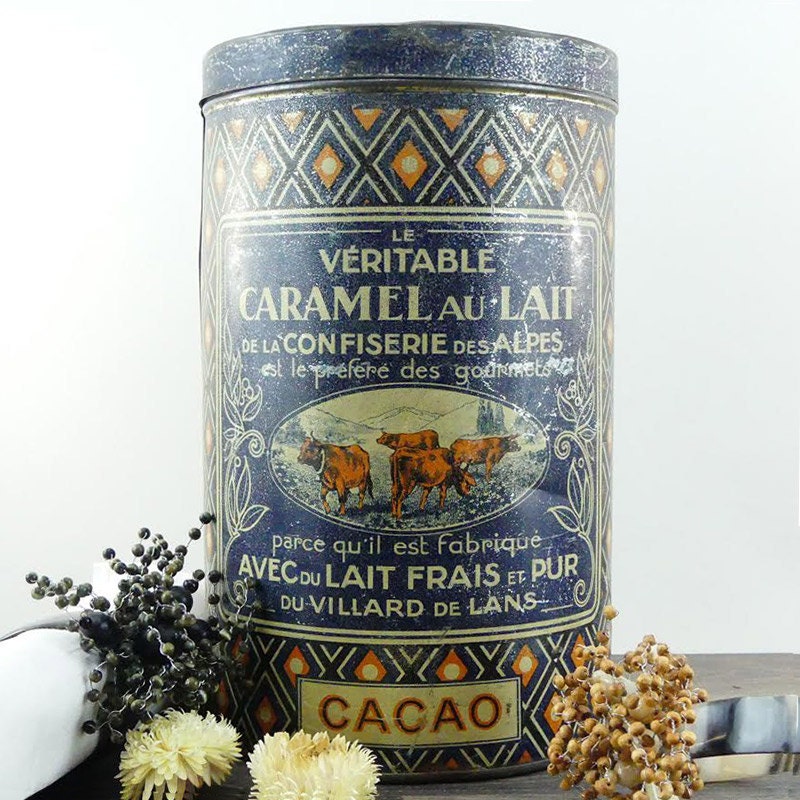 LE
VÉRITABLE
CARAMEL AU LAIT
DE LA CONFISERIE DES ALPES
est le préféré des gourmets
parce qu'il est fabriqué
AVEC DU LAIT FRAIS ET PUR
DU VILLARD DE LANS
CACAO